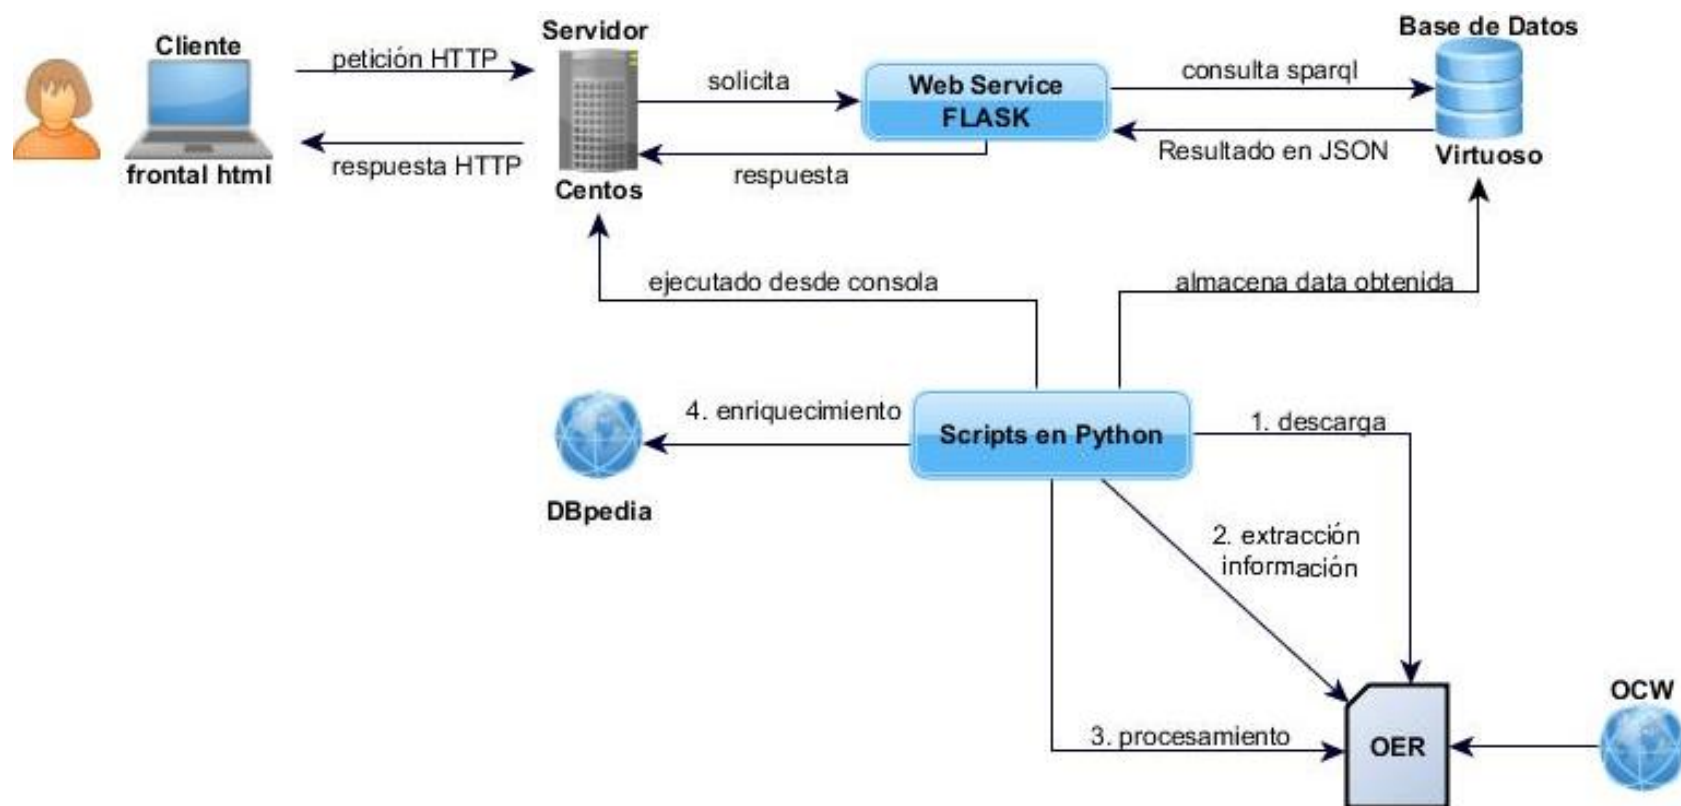 Cliente
petición HTTP
respuesta HTTP
frontal html
Servidor
Centos
solicita
respuesta
Web Service
FLASK
consulta sparql
Resultado en JSON
Base de Datos
Virtuoso
ejecutado desde consola
almacena data obtenida
4. enriquecimiento
DBpedia
Scripts en Python
1. descarga
2. extracción
información
3. procesamiento
OER
OCW